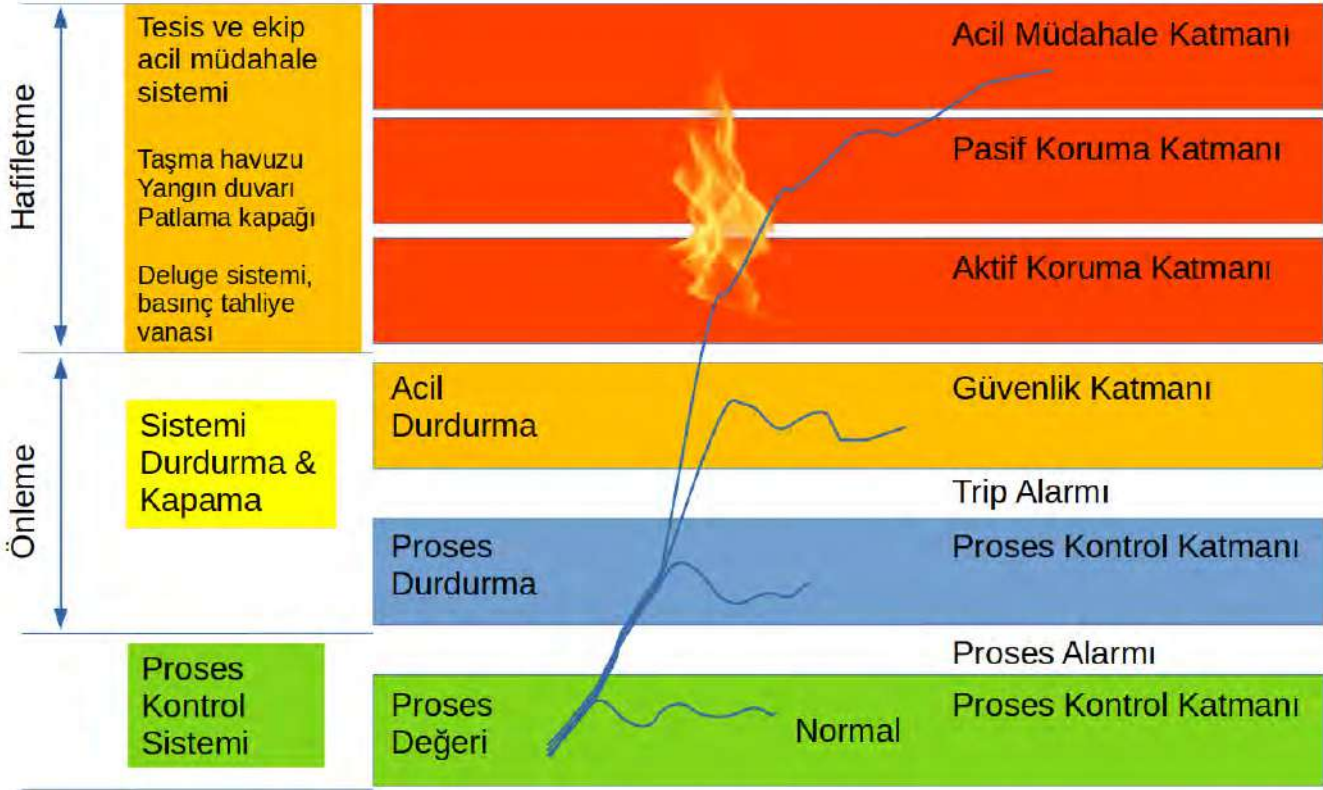 Hafifletme
Tesis ve ekip
acil müdahale
sistemi
Taşma havuzu
Yangın duvarı
Patlama kapağı
Deluge sistemi,
basınç tahliye
vanası
Acil Müdahale Katmanı
Pasif Koruma Katmanı
Aktif Koruma Katmanı
Önleme
Sistemi
Durdurma &
Kapama
Acil
Durdurma
Güvenlik Katmanı
Trip Alarmı
Proses
Durdurma
Proses Kontrol Katmanı
Proses Alarmı
Proses
Kontrol
Sistemi
Proses
Değeri
Normal
Proses Kontrol Katmanı